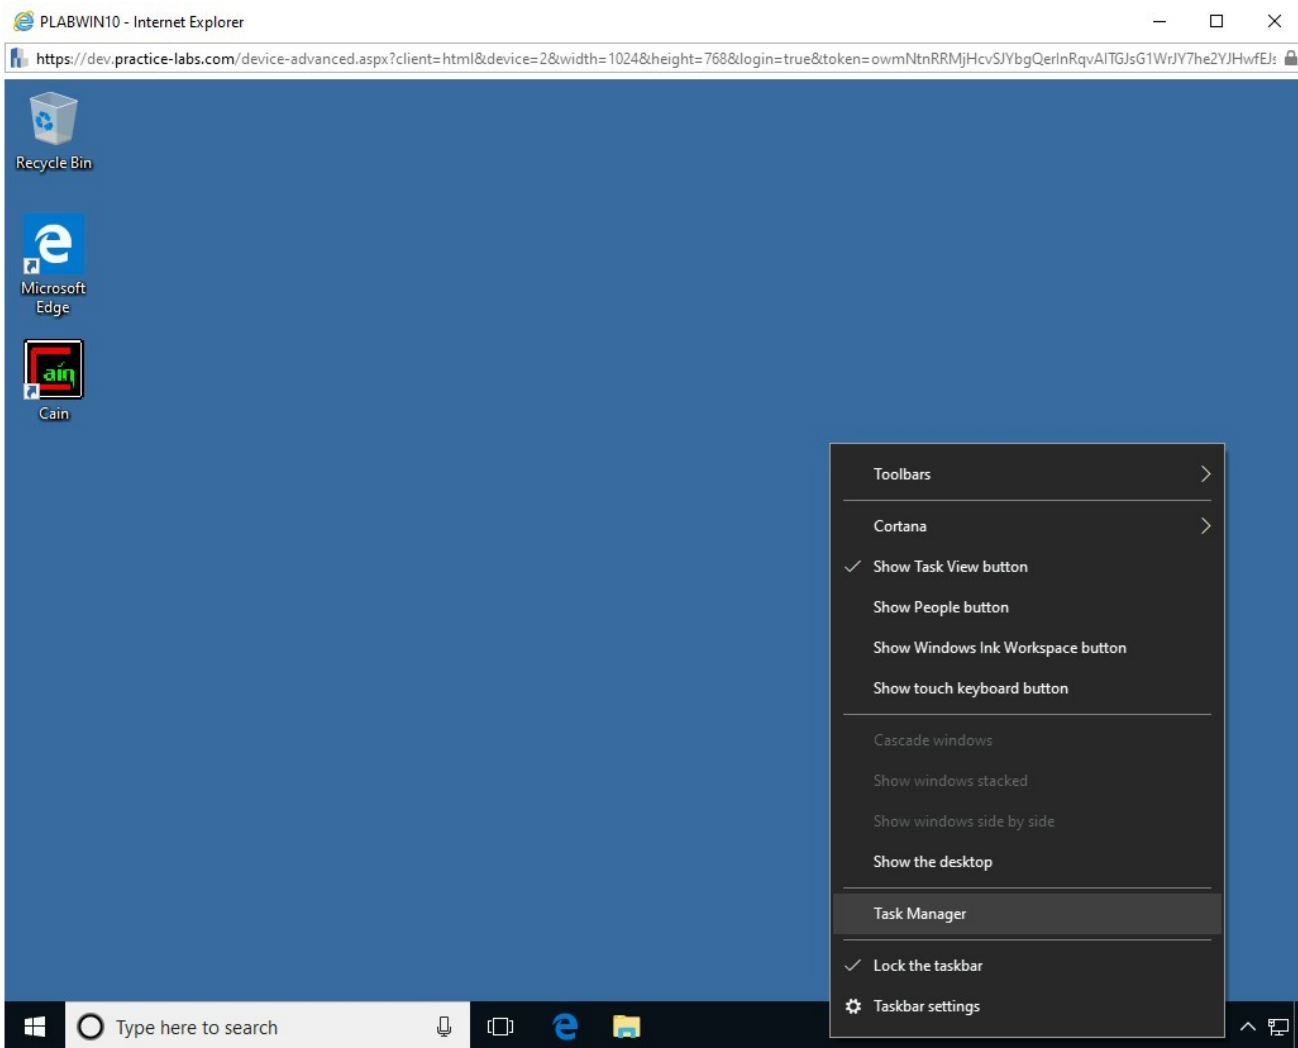 PLABWIN10 - Internet Explorer
https://dev.practice-labs.com/device-advanced.aspx?client=html&device=2&width=1024&height=768&login=true&token=
Recycle Bin
Microsoft
Edge
ain
Cain
Toolbars
Cortana
Show Task View button
Show People button
Show Windows Ink Workspace button
Show touch keyboard button
Cascade windows
Show windows stacked
Show windows side by side
Show the desktop
Task Manager
Lock the taskbar
Taskbar settings
Type here to search